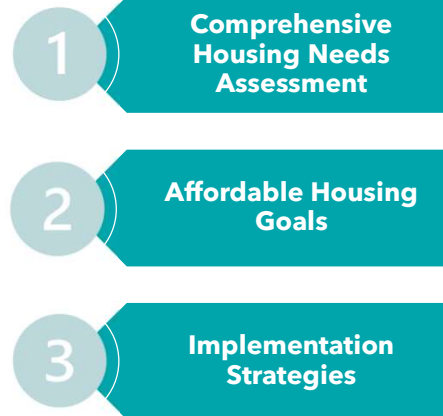 1
Comprehensive
Housing Needs
Assessment
2
Affordable Housing
Goals
3
Implementation
Strategies